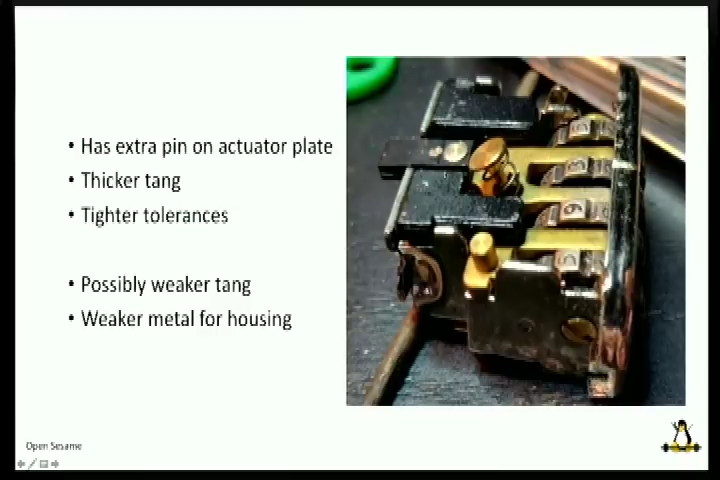 • Has extra pin on actuator plate
• Thicker tang
• Tighter tolerances
• Possibly weaker tang
• Weaker metal for housing
Open Sesame